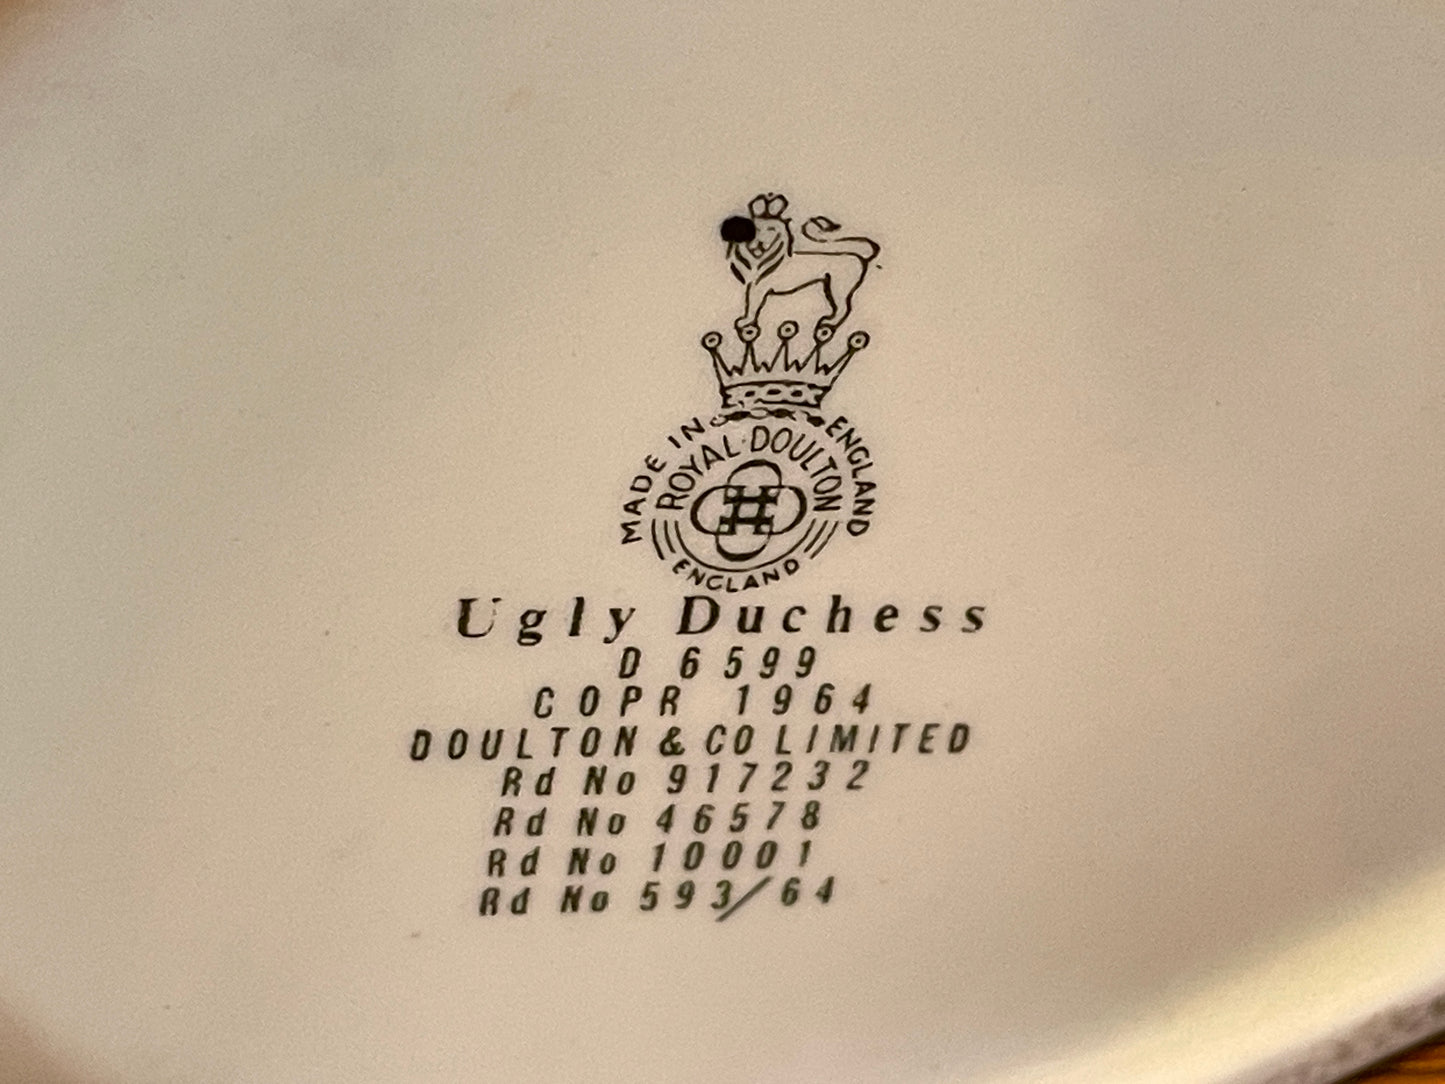 MADE IN ENGLAND
ROYAL·DOULTON
ENGLAND
Ugly Duchess
D 6599
COPR 1964
DOULTON & CO LIMITED
Rd No 917232
Rd No 46578
Rd No 10001
Rd No 593/64